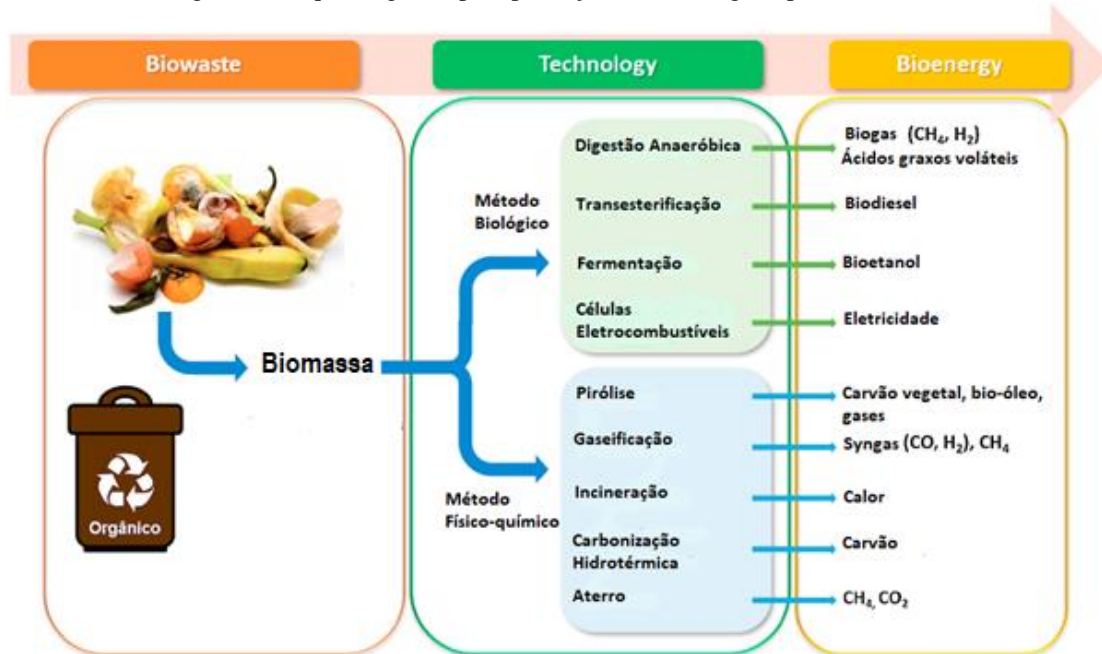 Biowaste
Technology
Bioenergy
Orgânico
Biomassa
Método
Biológico
Método
Físico-químico
Digestão Anaeróbica
Transesterificação
Fermentação
Células
Eletrocombustíveis
Pirólise
Gaseificação
Incineração
Carbonização
Hidrotérmica
Aterro
Biogas (CH₄, H₂)
Ácidos graxos voláteis
Biodiesel
Bioetanol
Eletricidade
Carvão vegetal, bio-óleo,
gases
Syngas (CO, H₂), CH₄
Calor
Carvão
CH₄, CO₂